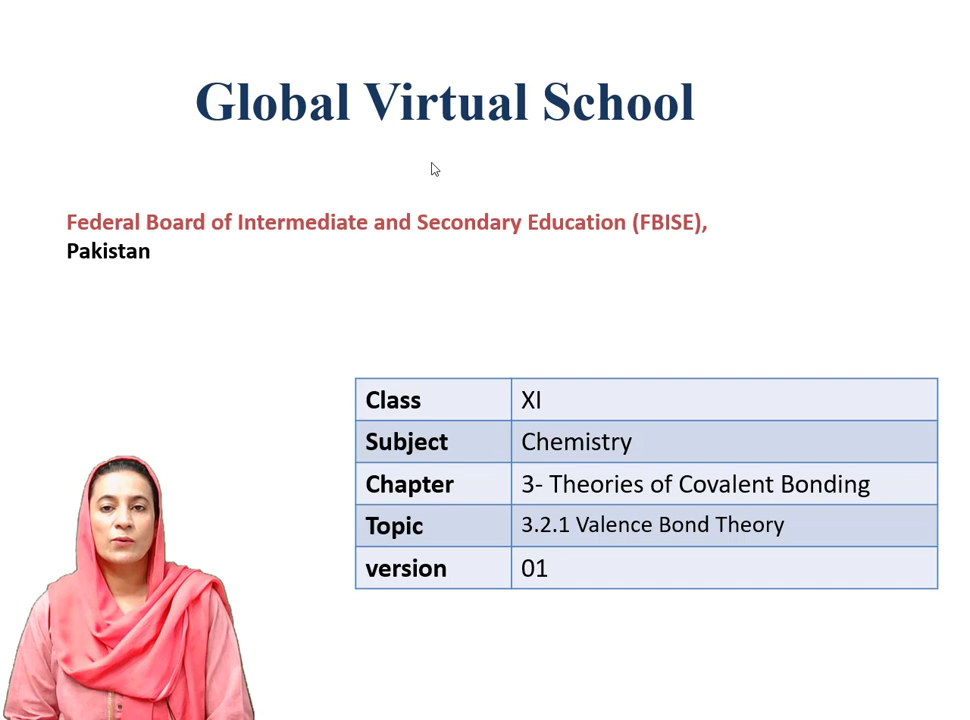 Global Virtual School
Federal Board of Intermediate and Secondary Education (FBISE),
Pakistan
Class XI
Subject Chemistry
Chapter 3- Theories of Covalent Bonding
Topic 3.2.1 Valence Bond Theory
version 01